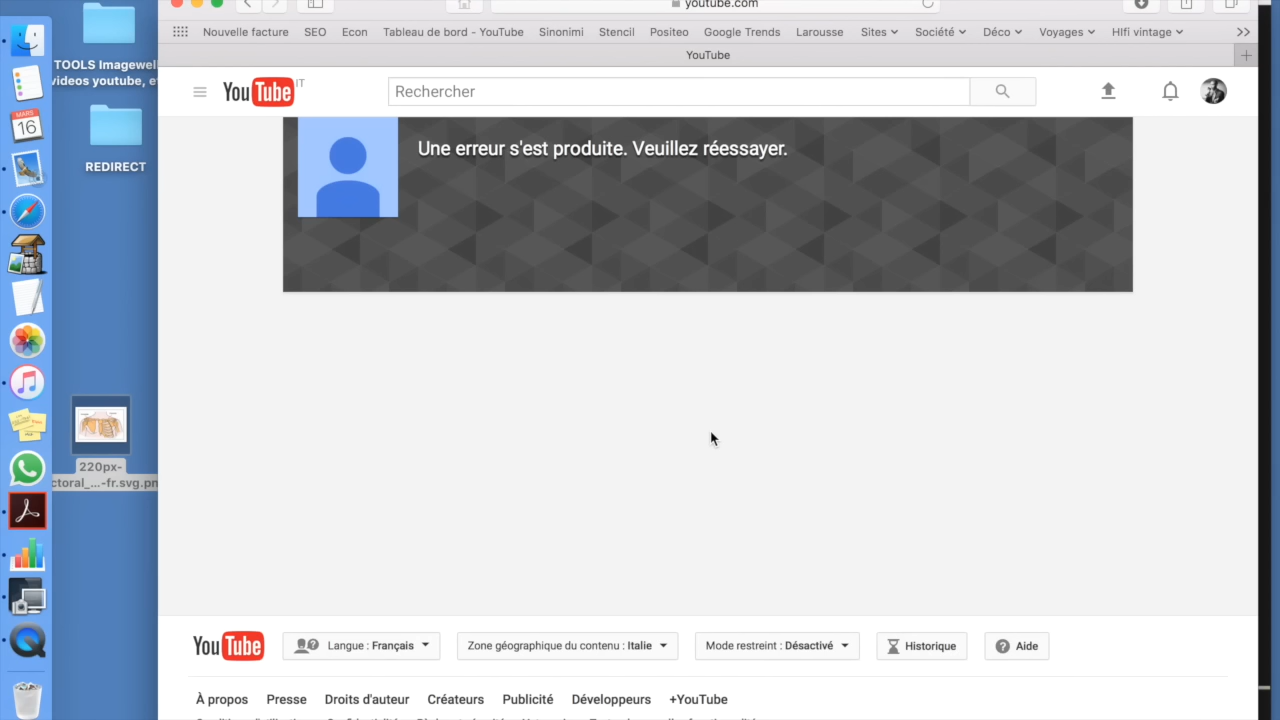 youtube.com
Nouvelle facture SEO Econ Tableau de bord - YouTube Sinonimi Stencil Positeo Google Trends Larousse Sites Société Déco Voyages HIfi vintage
YouTube
YouTube IT
Rechercher
Une erreur s'est produite. Veuillez réessayer.
TOOLS Imagewel
videos youtube, e
MARS
16
REDIRECT
220px-
ctoral_...-fr.svg.pn
YouTube
Langue : Français
Zone géographique du contenu : Italie
Mode restreint : Désactivé
Historique
Aide
À propos Presse Droits d'auteur Créateurs Publicité Développeurs +YouTube